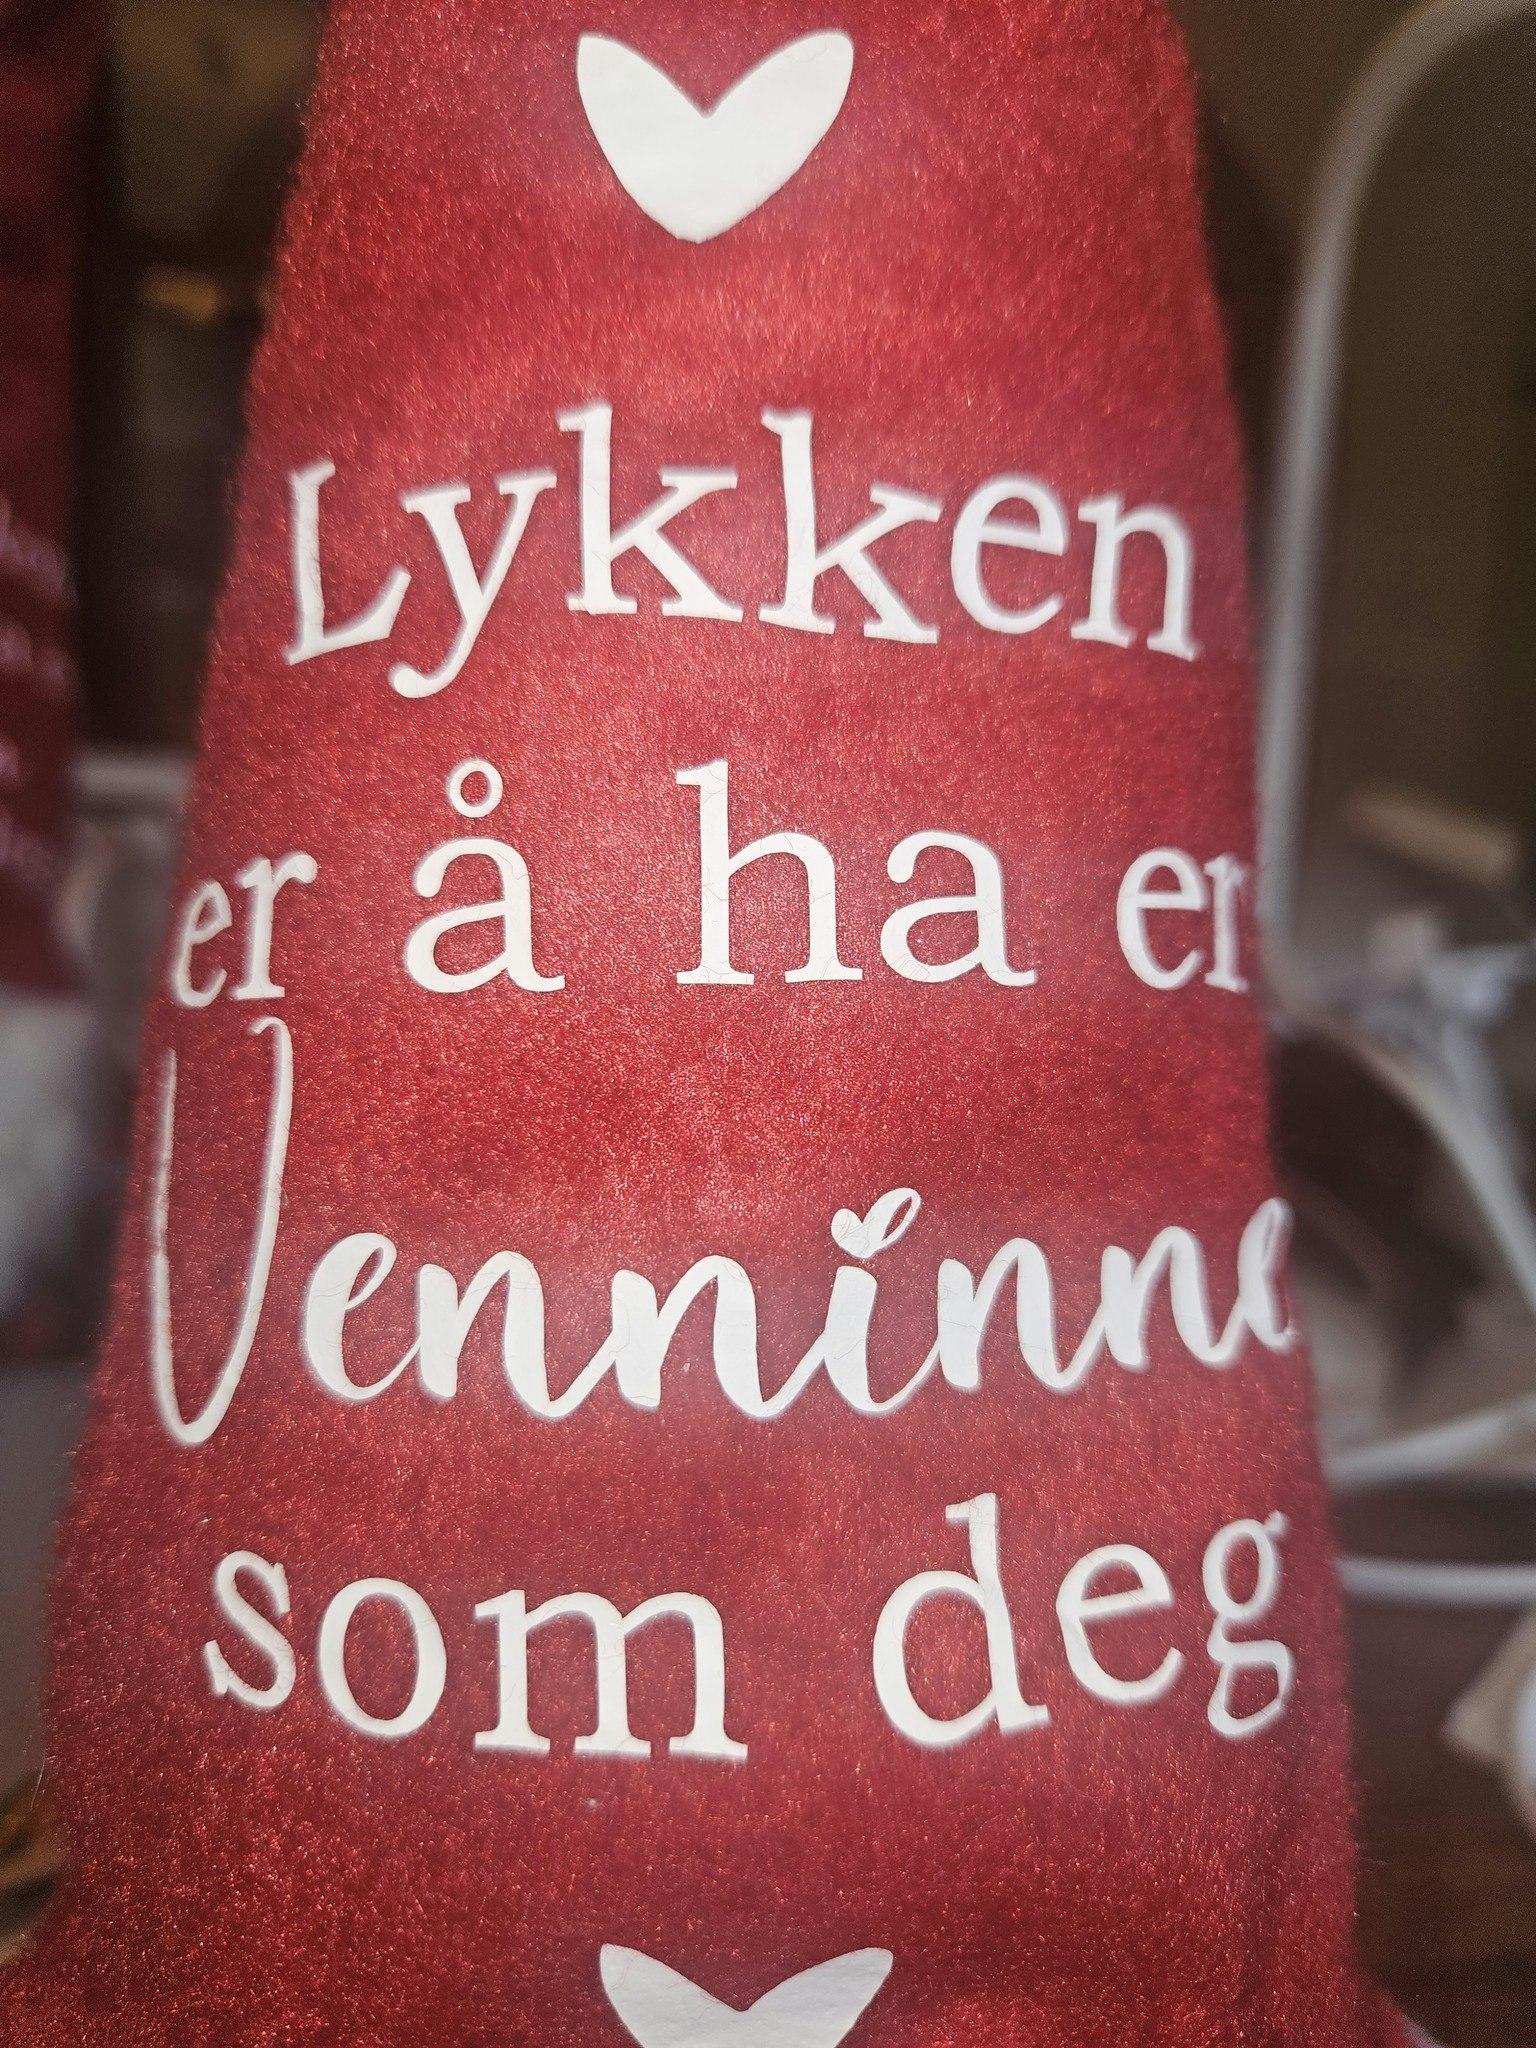 Lykken
er å ha en
Venninne
som deg